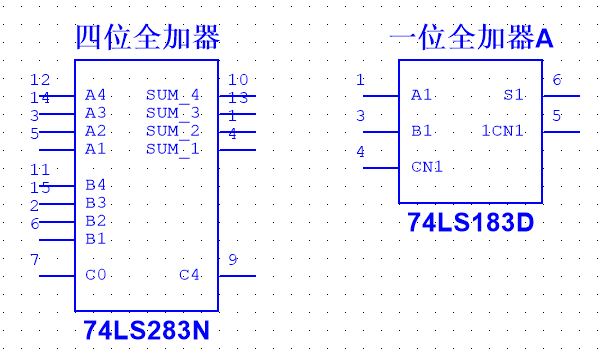 四位全加器
12 A4 SUM_4 10
14 A3 SUM_3 13
3 A2 SUM_2 1
5 A1 SUM_1 4
11 B4
15 B3
2 B2
6 B1
7 C0 C4 9
74LS283N
一位全加器A
1 A1 S1 6
3 B1 1CN1 5
4 CN1
74LS183D